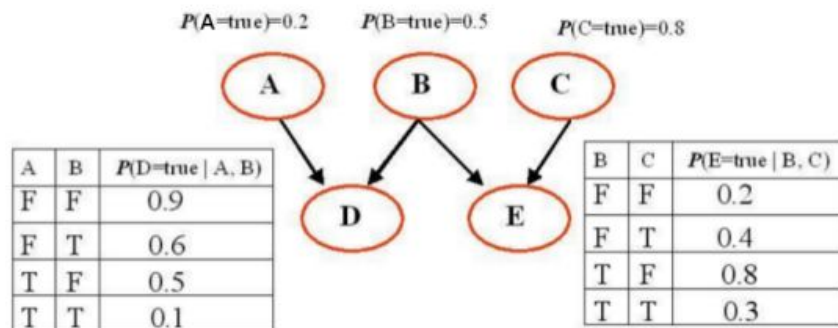 P(A=true)=0.2 P(B=true)=0.5 P(C=true)=0.8
A B C
A B P(D=true | A, B)
F F 0.9
F T 0.6
T F 0.5
T T 0.1
D E
B C P(E=true | B, C)
F F 0.2
F T 0.4
T F 0.8
T T 0.3